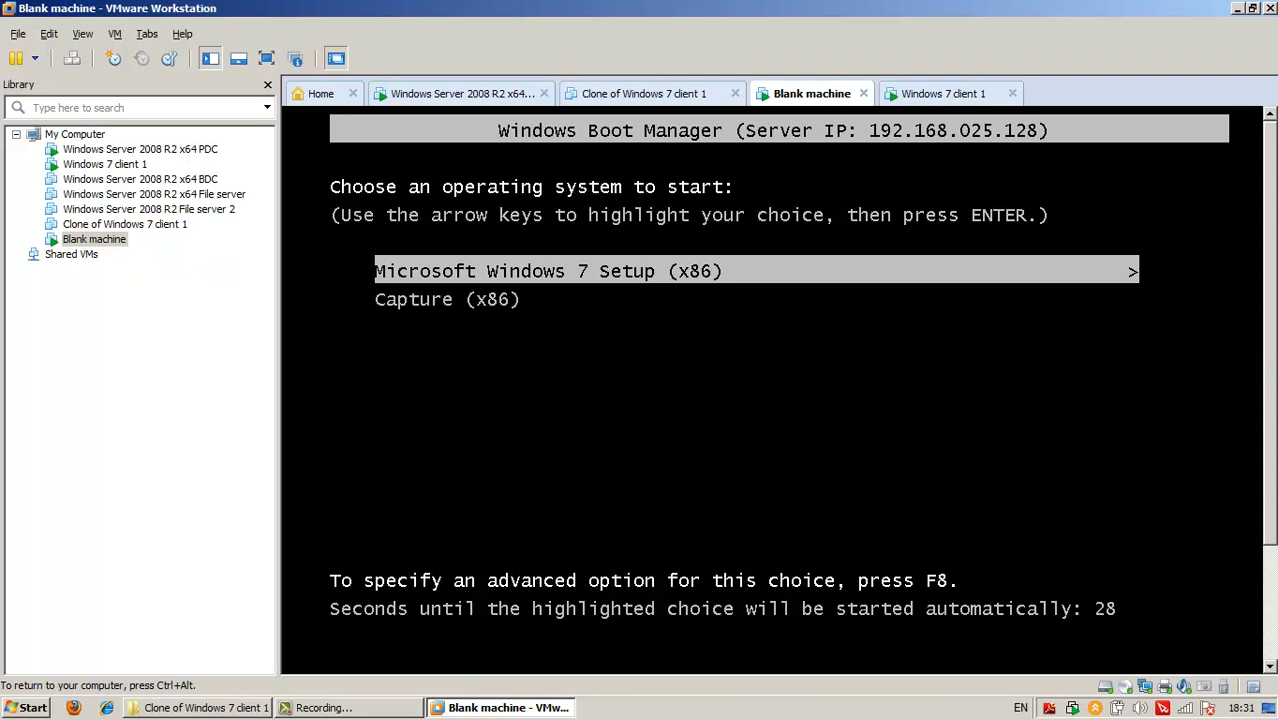 Blank machine - VMware Workstation
File Edit View VM Tabs Help
Library
Type here to search
My Computer
Windows Server 2008 R2 x64 PDC
Windows 7 client 1
Windows Server 2008 R2 x64 BDC
Windows Server 2008 R2 x64 File server
Windows Server 2008 R2 File server 2
Clone of Windows 7 client 1
Blank machine
Shared VMs
Home Windows Server 2008 R2 x64... Clone of Windows 7 client 1 Blank machine Windows 7 client 1
Windows Boot Manager (Server IP: 192.168.025.128)
Choose an operating system to start:
(Use the arrow keys to highlight your choice, then press ENTER.)
Microsoft Windows 7 Setup (x86) >
Capture (x86)
To specify an advanced option for this choice, press F8.
Seconds until the highlighted choice will be started automatically: 28
To return to your computer, press Ctrl+Alt.
Start Clone of Windows 7 client 1 Recording... Blank machine - VMw... EN 18:31